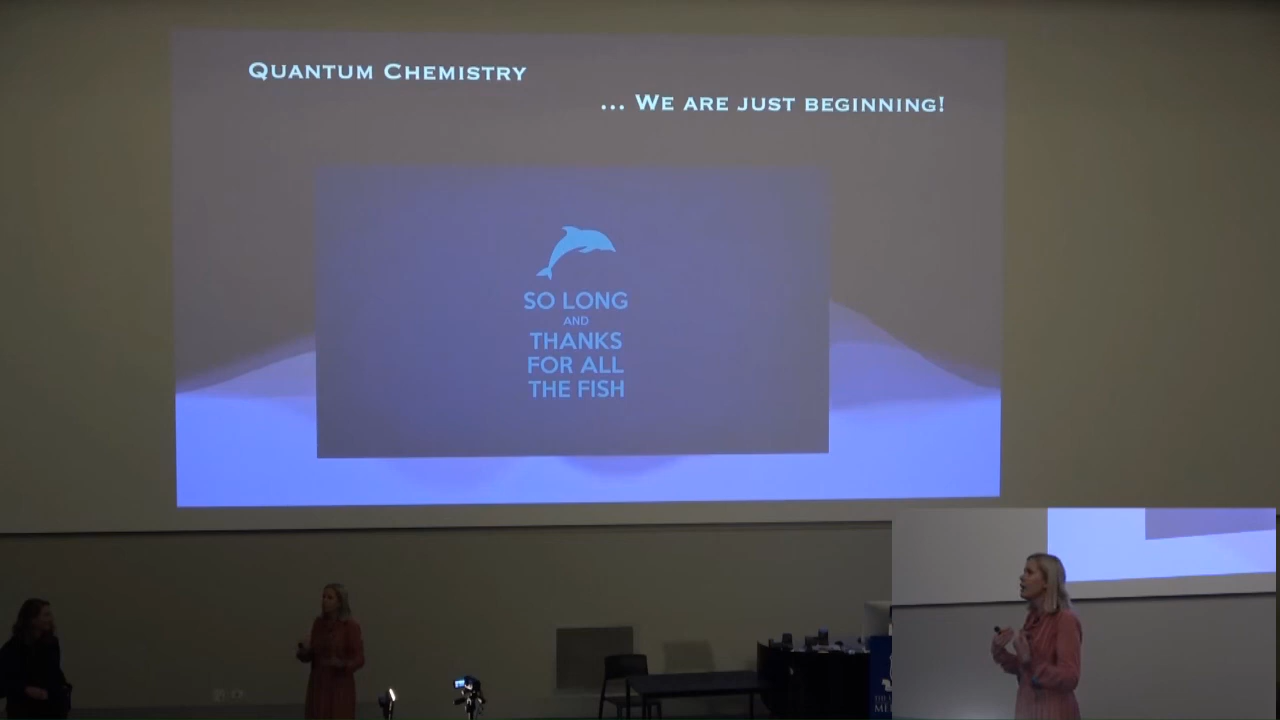 QUANTUM CHEMISTRY
... WE ARE JUST BEGINNING!
SO LONG
AND
THANKS
FOR ALL
THE FISH